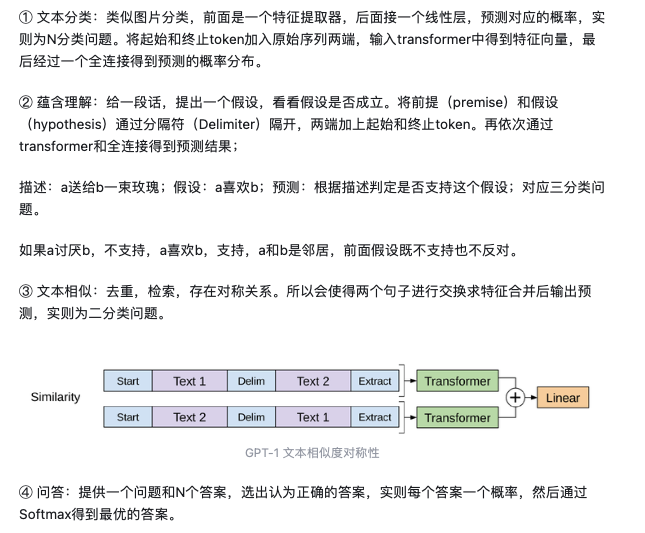 ① 文本分类：类似图片分类，前面是一个特征提取器，后面接一个线性层，预测对应的概率，实
则为N分类问题。将起始和终止token加入原始序列两端，输入transformer中得到特征向量，最
后经过一个全连接得到预测的概率分布。
② 蕴含理解：给一段话，提出一个假设，看看假设是否成立。将前提（premise）和假设
（hypothesis）通过分隔符（Delimiter）隔开，两端加上起始和终止token。再依次通过
transformer和全连接得到预测结果；
描述：a送给b一束玫瑰；假设：a喜欢b；预测：根据描述判定是否支持这个假设；对应三分类问
题。
如果a讨厌b，不支持，a喜欢b，支持，a和b是邻居，前面假设既不支持也不反对。
③ 文本相似：去重，检索，存在对称关系。所以会使得两个句子进行交换求特征合并后输出预
测，实则为二分类问题。
Similarity
Start Text 1 Delim Text 2 Extract Transformer
Start Text 2 Delim Text 1 Extract Transformer
+ Linear
GPT-1 文本相似度对称性
④ 问答：提供一个问题和N个答案，选出认为正确的答案，实则每个答案一个概率，然后通过
Softmax得到最优的答案。